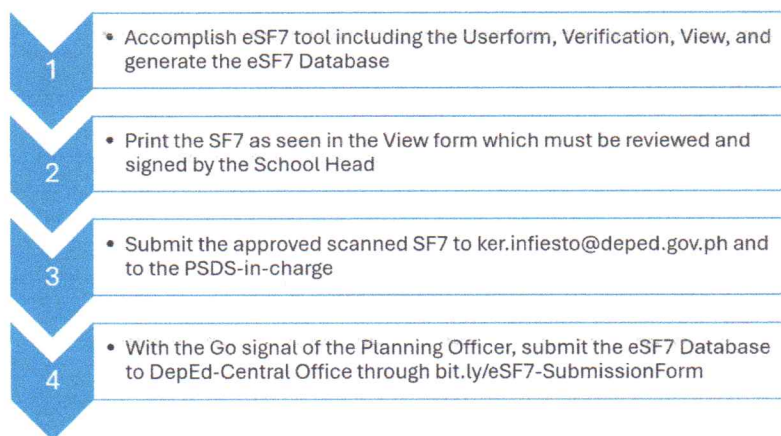 1
• Accomplish eSF7 tool including the Userform, Verification, View, and
generate the eSF7 Database
2
• Print the SF7 as seen in the View form which must be reviewed and
signed by the School Head
3
• Submit the approved scanned SF7 to ker.infiesto@deped.gov.ph and
to the PSDS-in-charge
4
• With the Go signal of the Planning Officer, submit the eSF7 Database
to DepEd-Central Office through bit.ly/eSF7-SubmissionForm